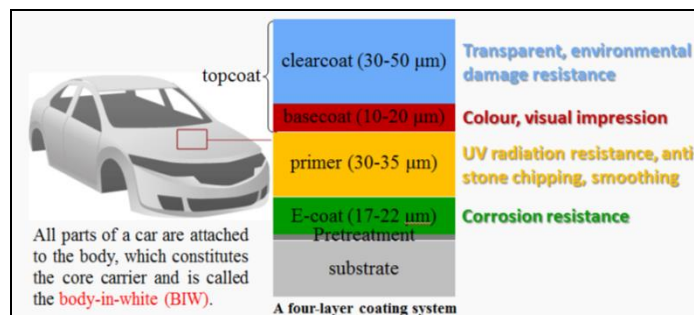 topcoat
clearcoat (30-50 μm)
Transparent, environmental
damage resistance
basecoat (10-20 μm)
Colour, visual impression
primer (30-35 μm)
UV radiation resistance, anti
stone chipping, smoothing
E-coat (17-22 μm)
Corrosion resistance
Pretreatment
substrate
A four-layer coating system
All parts of a car are attached
to the body, which constitutes
the core carrier and is called
the body-in-white (BIW).